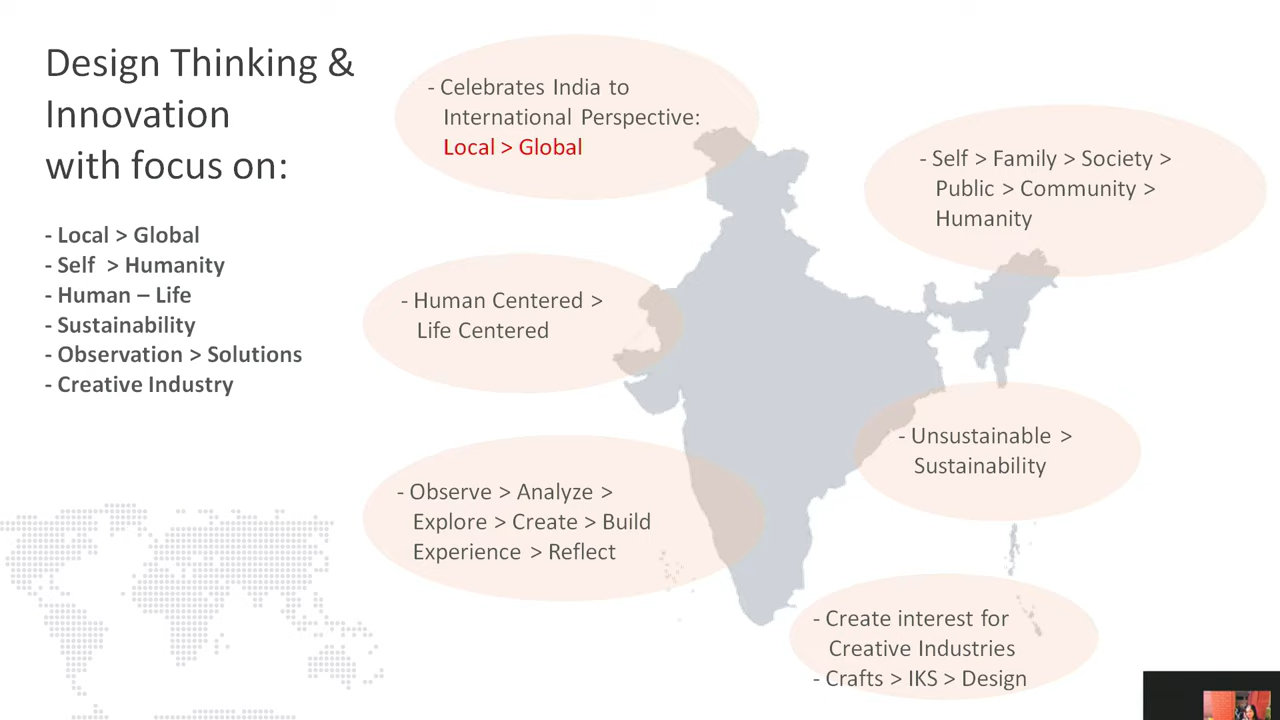 Design Thinking &
Innovation
with focus on:
- Local > Global
- Self > Humanity
- Human – Life
- Sustainability
- Observation > Solutions
- Creative Industry
- Celebrates India to
International Perspective:
Local > Global
- Self > Family > Society >
Public > Community >
Humanity
- Human Centered >
Life Centered
- Unsustainable >
Sustainability
- Observe > Analyze >
Explore > Create > Build
Experience > Reflect
- Create interest for
Creative Industries
- Crafts > IKS > Design